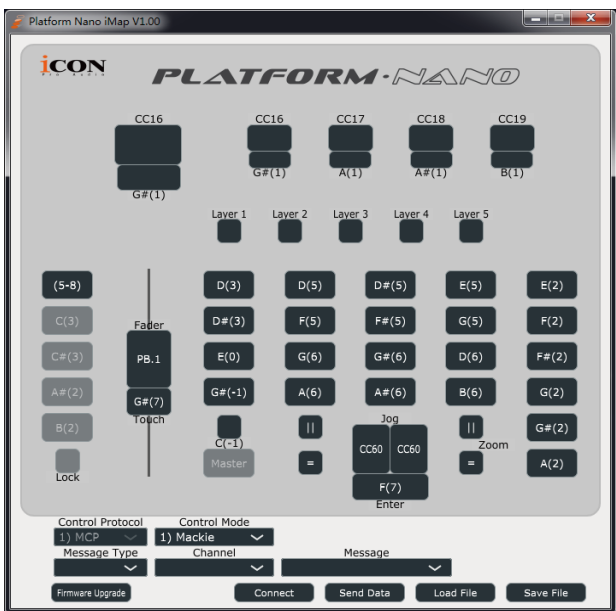 Platform Nano iMap V1.00
iCON
PRO AUDIO
PLATFORM·NANO
CC16 CC16 CC17 CC18 CC19
G#(1) A(1) A#(1) B(1)
G#(1)
Layer 1 Layer 2 Layer 3 Layer 4 Layer 5
(5-8) D(3) D(5) D#(5) E(5) E(2)
C(3) Fader D#(3) F(5) F#(5) G(5) F(2)
C#(3) PB.1 E(0) G(6) G#(6) D(6) F#(2)
A#(2) G#(7) G#(-1) A(6) A#(6) B(6) G(2)
B(2) Touch C(-1) || Jog || G#(2)
Lock Master = CC60 CC60 = Zoom A(2)
F(7)
Enter
Control Protocol Control Mode
1) MCP 1) Mackie
Message Type Channel Message
Firmware Upgrade Connect Send Data Load File Save File